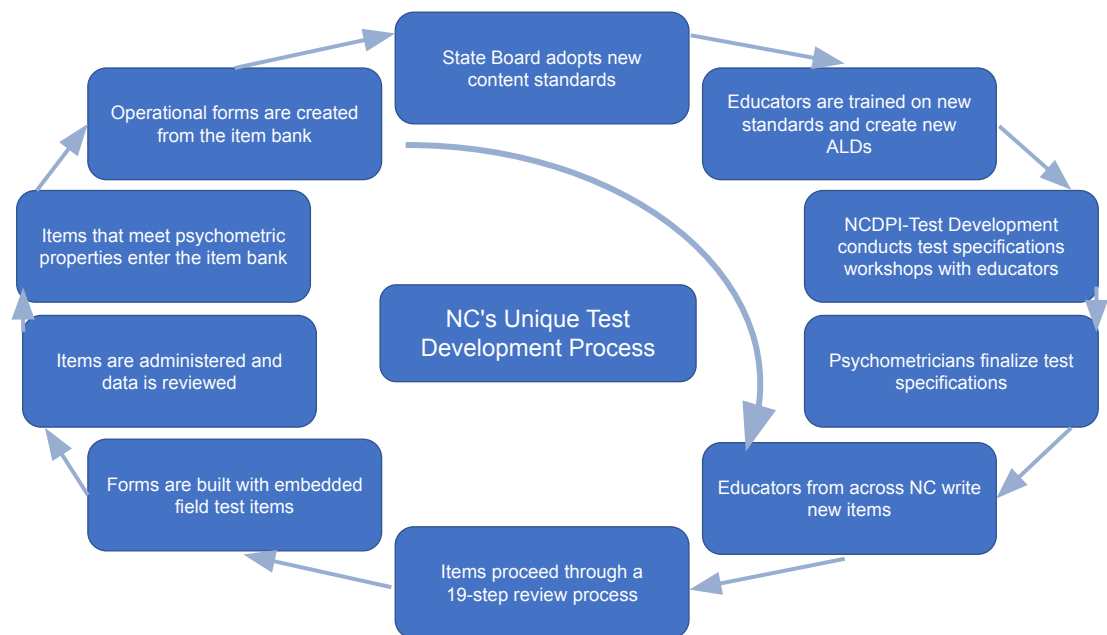 State Board adopts new
content standards
Educators are trained on new
standards and create new
ALDs
NCDPI-Test Development
conducts test specifications
workshops with educators
Psychometricians finalize test
specifications
Educators from across NC write
new items
Items proceed through a
19-step review process
Forms are built with embedded
field test items
Items are administered and
data is reviewed
Items that meet psychometric
properties enter the item bank
Operational forms are created
from the item bank
NC's Unique Test
Development Process